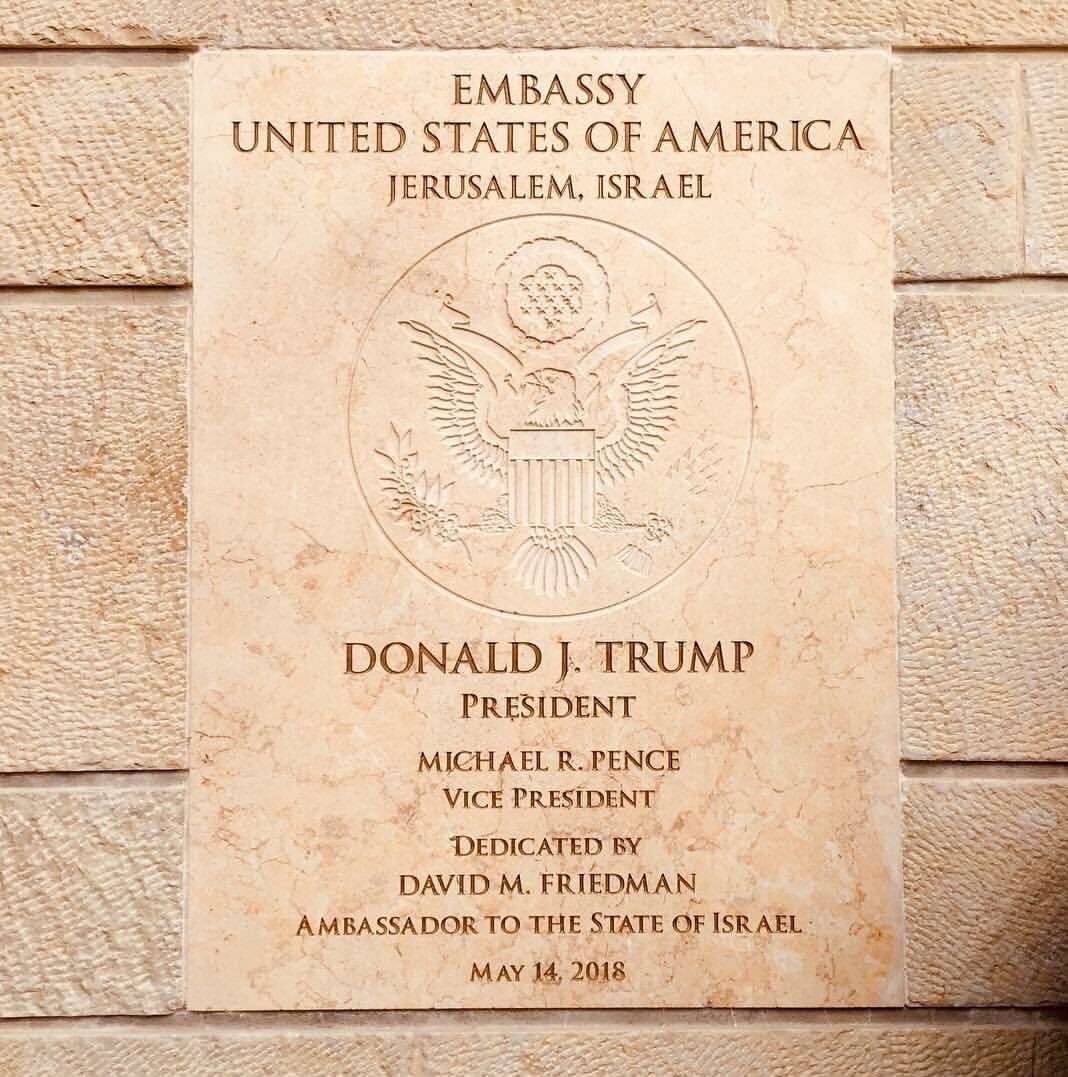 EMBASSY
UNITED STATES OF AMERICA
JERUSALEM, ISRAEL
DONALD J. TRUMP
PRESIDENT
MICHAEL R. PENCE
VICE PRESIDENT
DEDICATED BY
DAVID M. FRIEDMAN
AMBASSADOR TO THE STATE OF ISRAEL
MAY 14, 2018